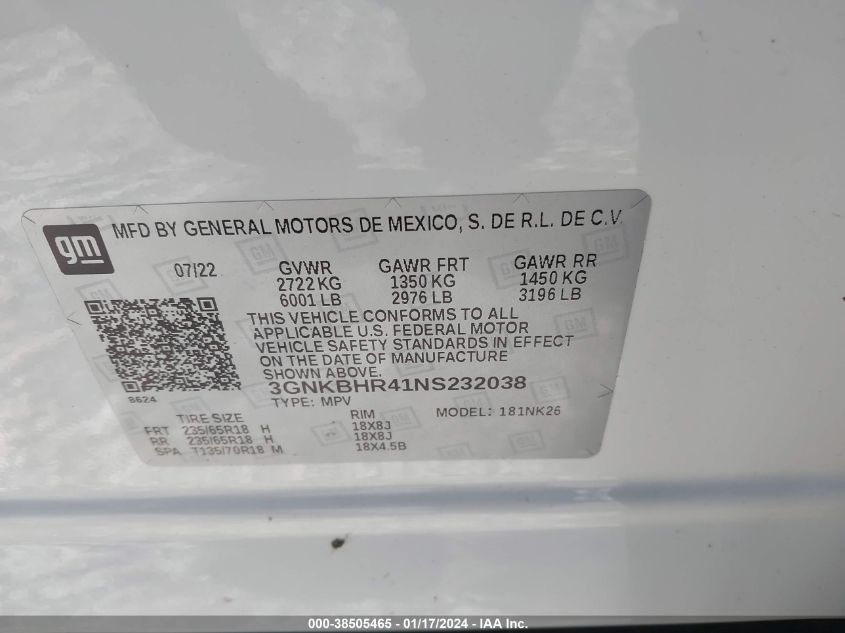 gm
MFD BY GENERAL MOTORS DE MEXICO, S. DE R.L. DE C.V.
07/22 GVWR GAWR FRT GAWR RR
2722 KG 1350 KG 1450 KG
6001 LB 2976 LB 3196 LB
THIS VEHICLE CONFORMS TO ALL
APPLICABLE U.S. FEDERAL MOTOR
VEHICLE SAFETY STANDARDS IN EFFECT
ON THE DATE OF MANUFACTURE
SHOWN ABOVE.
3GNKBHR41NS232038
8624
TYPE: MPV MODEL: 181NK26
TIRE SIZE RIM
FRT 235/65R18 H 18X8J
RR 235/65R18 H 18X8J
SPA T135/70R18 M 18X4.5B
000-38505465 - 01/17/2024 - IAA Inc.